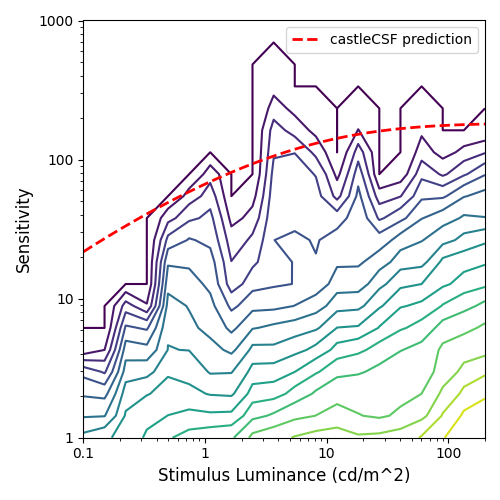 1000
castleCSF prediction
100
10
1
Sensitivity
0.1 1 10 100
Stimulus Luminance (cd/m^2)